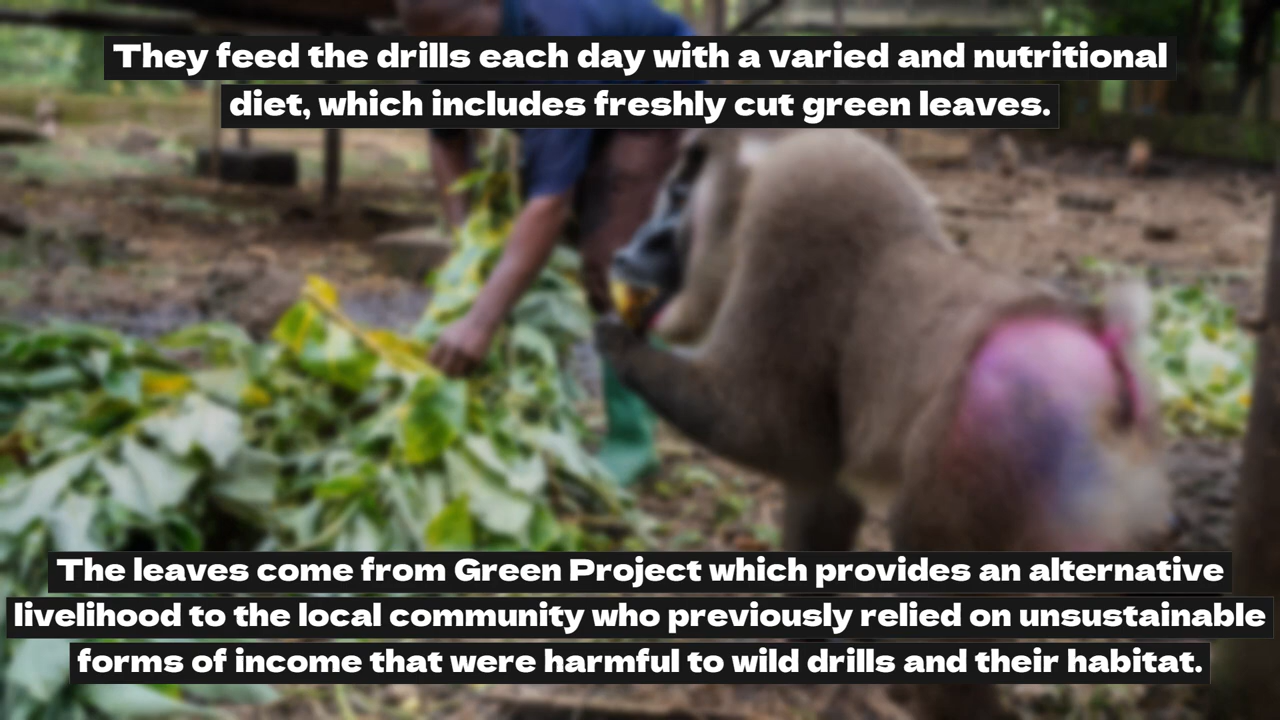 They feed the drills each day with a varied and nutritional
diet, which includes freshly cut green leaves.
The leaves come from Green Project which provides an alternative
livelihood to the local community who previously relied on unsustainable
forms of income that were harmful to wild drills and their habitat.